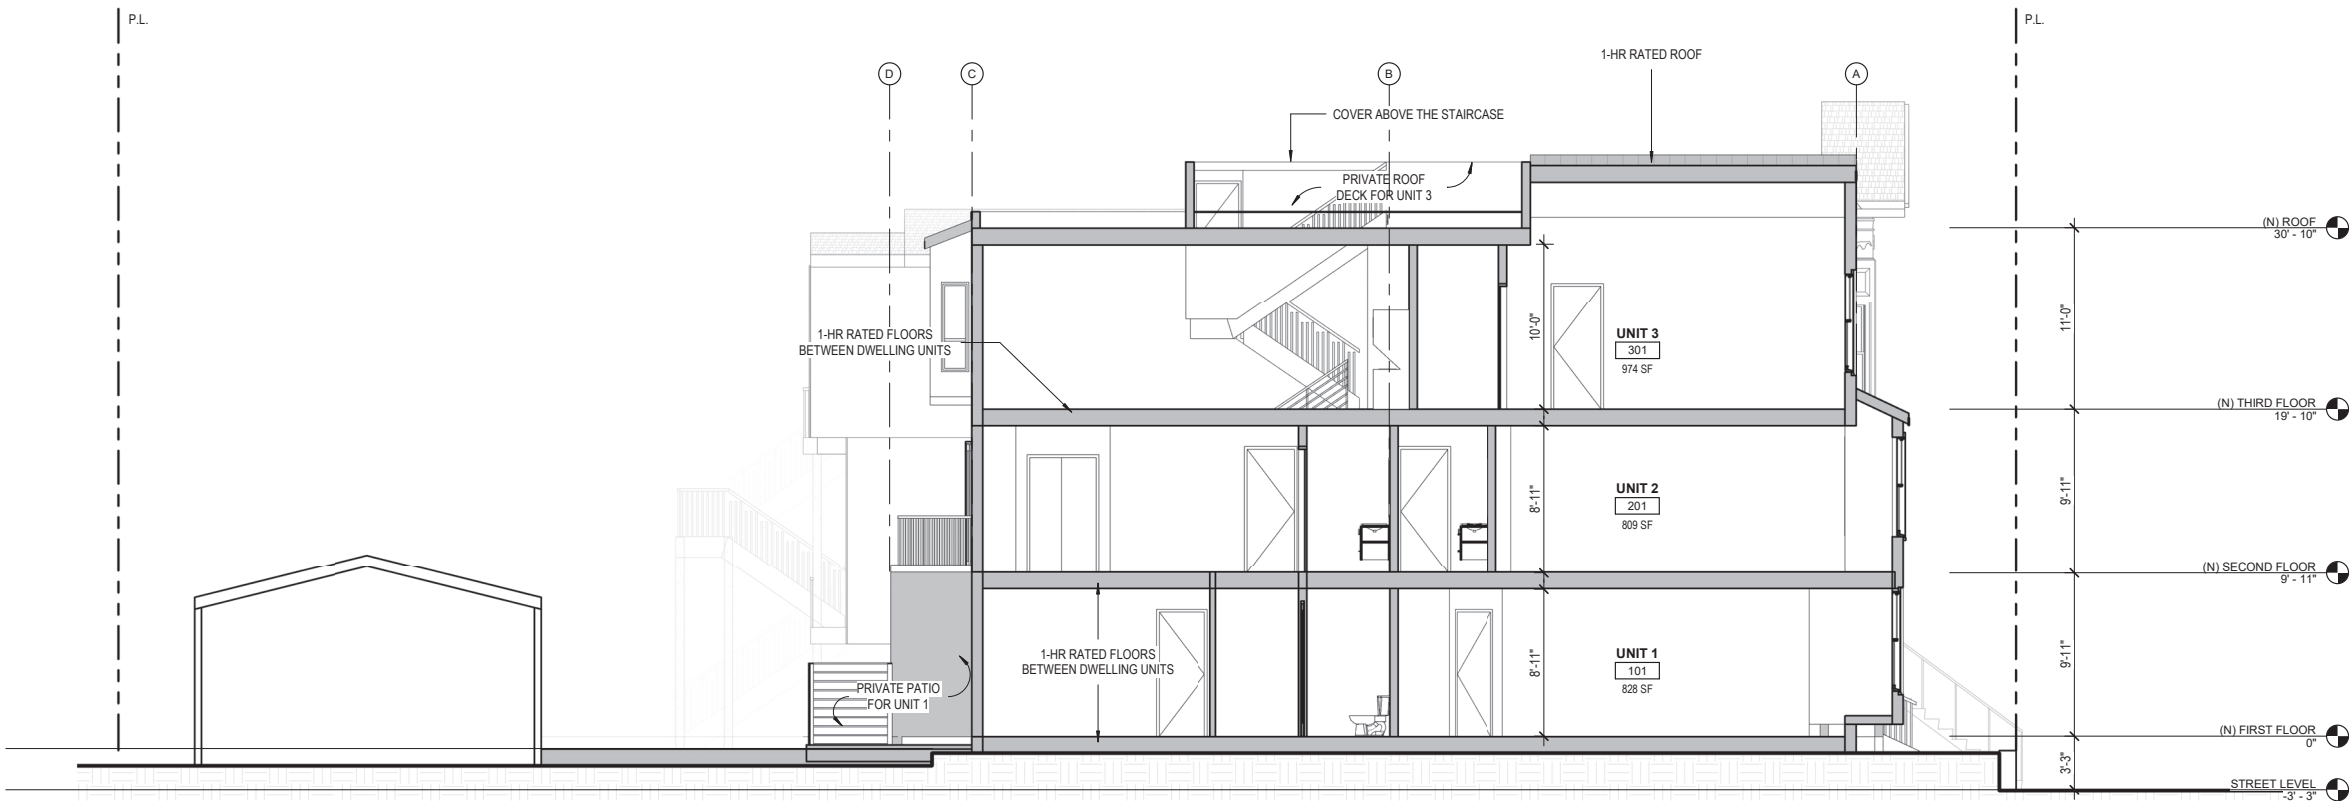 P.L.
P.L.
D
C
B
A
1-HR RATED ROOF
COVER ABOVE THE STAIRCASE
PRIVATE ROOF
DECK FOR UNIT 3
(N) ROOF
30' - 10"
1-HR RATED FLOORS
BETWEEN DWELLING UNITS
10'-0"
UNIT 3
301
974 SF
11'-0"
(N) THIRD FLOOR
19' - 10"
8'-11"
UNIT 2
201
809 SF
9'-11"
(N) SECOND FLOOR
9' - 11"
1-HR RATED FLOORS
BETWEEN DWELLING UNITS
8'-11"
UNIT 1
101
828 SF
9'-11"
PRIVATE PATIO
FOR UNIT 1
(N) FIRST FLOOR
0"
3'-3"
STREET LEVEL
-3' - 3"